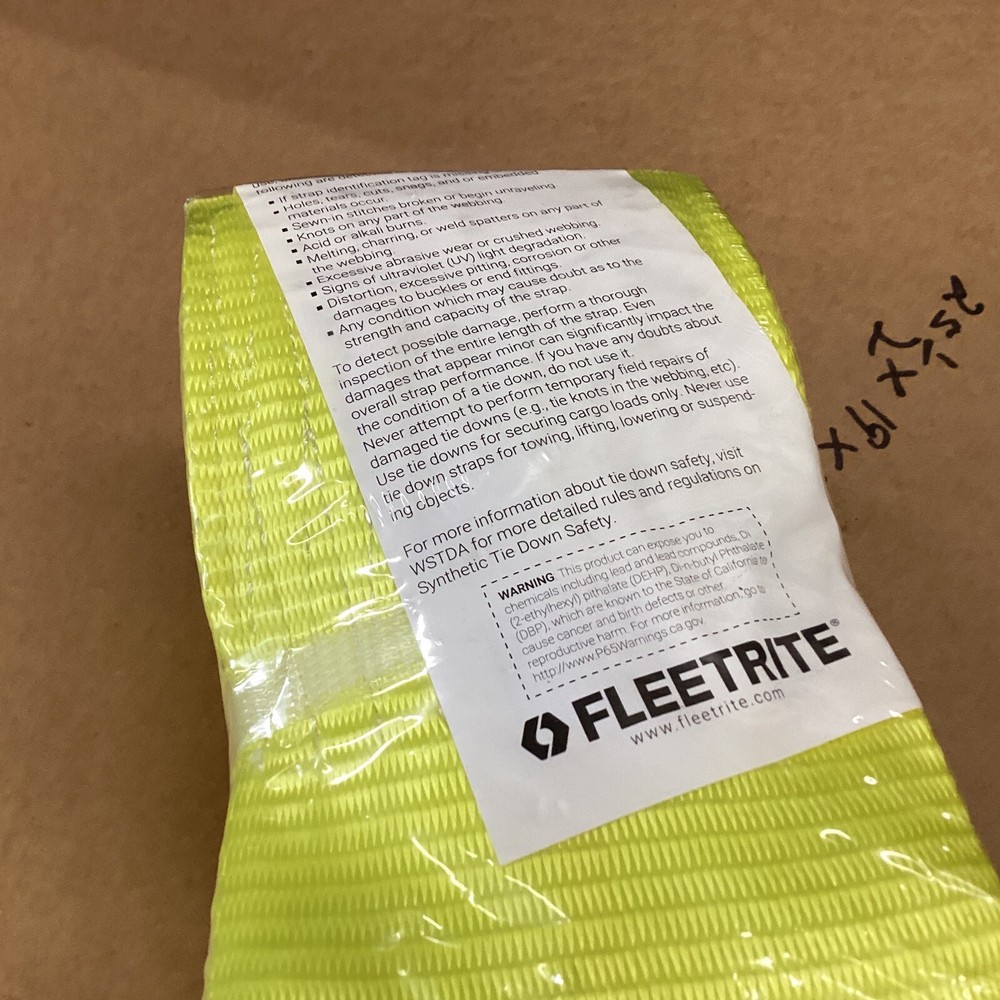 following are
▪ If strap identification tag is
▪ Holes, tears, cuts, snags, and or embedded
materials occur.
▪ Sewn-in stitches broken or begin unraveling
▪ Knots on any part of the webbing.
▪ Acid or alkali burns.
▪ Melting, charring, or weld spatters on any part of
the webbing.
▪ Excessive abrasive wear or crushed webbing.
▪ Signs of ultraviolet (UV) light degradation.
▪ Distortion, excessive pitting, corrosion or other
damages to buckles or end fittings.
▪ Any condition which may cause doubt as to the
strength and capacity of the strap.
To detect possible damage, perform a thorough
inspection of the entire length of the strap. Even
damages that appear minor can significantly impact the
overall strap performance. If you have any doubts about
the condition of a tie down, do not use it.
Never attempt to perform temporary field repairs of
damaged tie downs (e.g., tie knots in the webbing, etc).
Use tie downs for securing cargo loads only. Never use
tie down straps for towing, lifting, lowering or suspend-
ing objects.
For more information about tie down safety, visit
WSTDA for more detailed rules and regulations on
Synthetic Tie Down Safety.
WARNING This product can expose you to
chemicals including lead and lead compounds, Di
(2-ethylhexyl) pithalate (DEHP), Di-n-butyl Phthalate
(DBP), which are known to the State of California to
cause cancer and birth defects or other
reproductive harm. For more information, go to
http://www.P65Warnings.ca.gov
FLEETRITE®
www.fleetrite.com